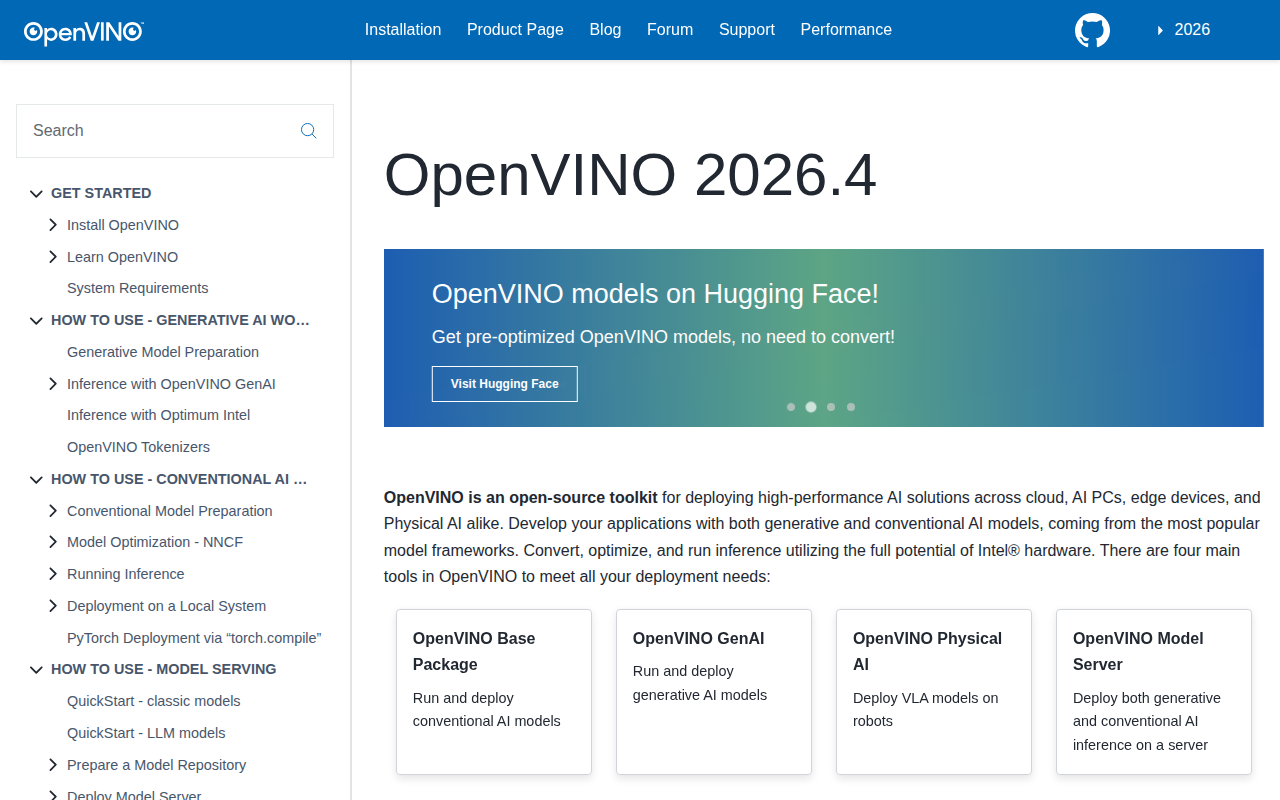 OpenVINO™
Installation Product Page Blog Forum Support Performance
2026
Search
GET STARTED
Install OpenVINO
Learn OpenVINO
System Requirements
HOW TO USE - GENERATIVE AI WO…
Generative Model Preparation
Inference with OpenVINO GenAI
Inference with Optimum Intel
OpenVINO Tokenizers
HOW TO USE - CONVENTIONAL AI …
Conventional Model Preparation
Model Optimization - NNCF
Running Inference
Deployment on a Local System
PyTorch Deployment via “torch.compile”
HOW TO USE - MODEL SERVING
QuickStart - classic models
QuickStart - LLM models
Prepare a Model Repository
Deploy Model Server
OpenVINO 2026.4
OpenVINO models on Hugging Face!
Get pre-optimized OpenVINO models, no need to convert!
Visit Hugging Face
OpenVINO is an open-source toolkit for deploying high-performance AI solutions across cloud, AI PCs, edge devices, and
Physical AI alike. Develop your applications with both generative and conventional AI models, coming from the most popular
model frameworks. Convert, optimize, and run inference utilizing the full potential of Intel® hardware. There are four main
tools in OpenVINO to meet all your deployment needs:
OpenVINO Base
Package
Run and deploy
conventional AI models
OpenVINO GenAI
Run and deploy
generative AI models
OpenVINO Physical
AI
Deploy VLA models on
robots
OpenVINO Model
Server
Deploy both generative
and conventional AI
inference on a server